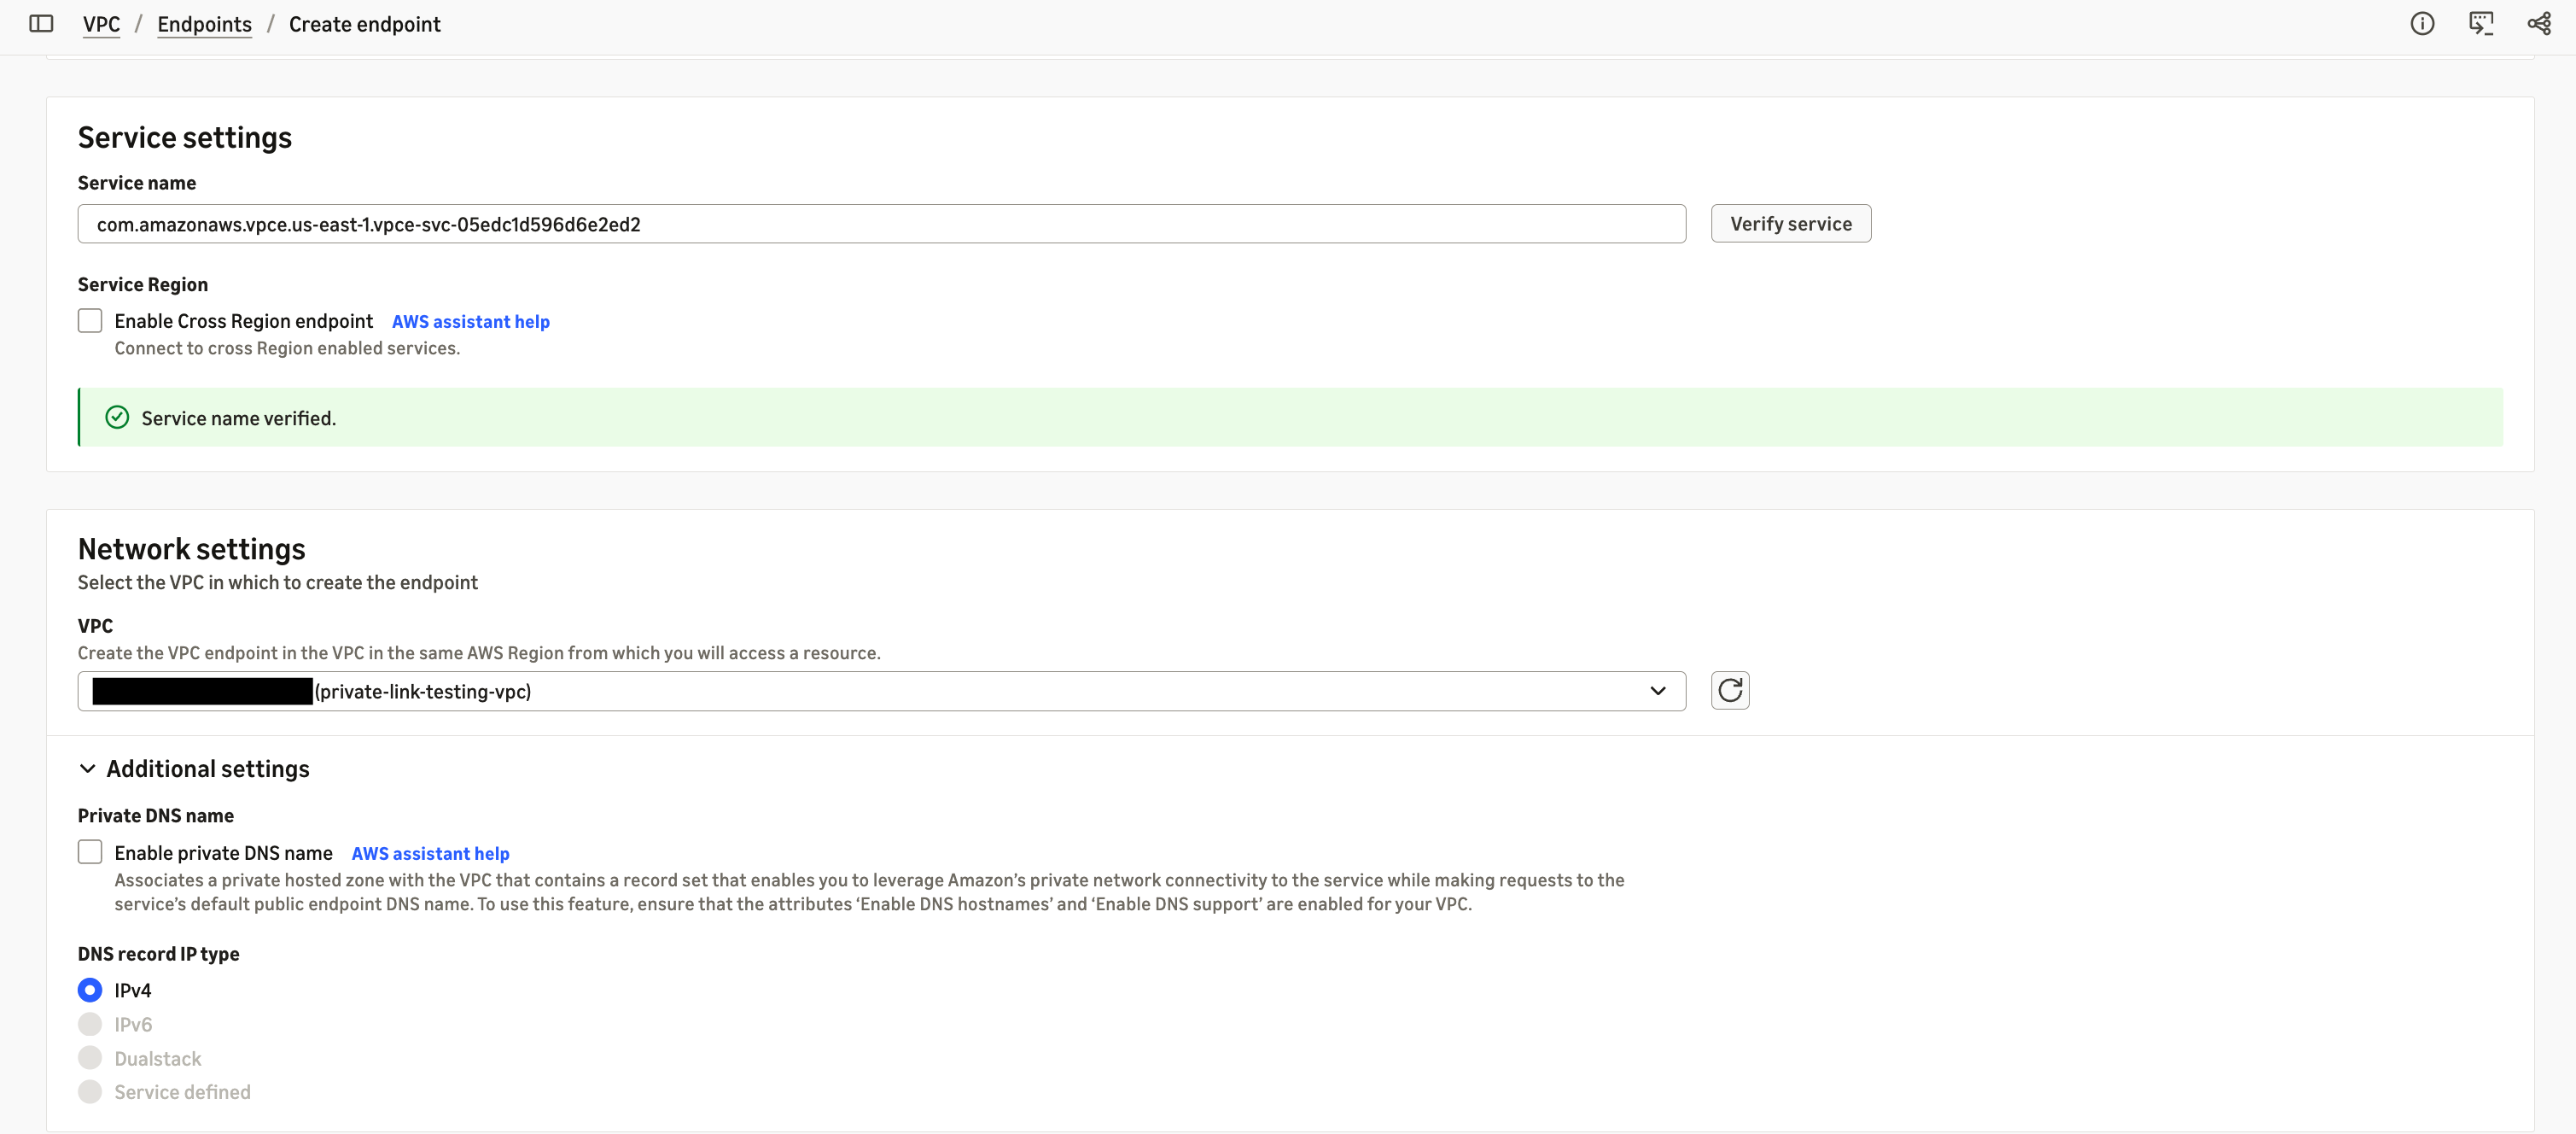 VPC / Endpoints / Create endpoint
Service settings
Service name
com.amazonaws.vpce.us-east-1.vpce-svc-05edc1d596d6e2ed2
Verify service
Service Region
Enable Cross Region endpoint AWS assistant help
Connect to cross Region enabled services.
Service name verified.
Network settings
Select the VPC in which to create the endpoint
VPC
Create the VPC endpoint in the VPC in the same AWS Region from which you will access a resource.
(private-link-testing-vpc)
Additional settings
Private DNS name
Enable private DNS name AWS assistant help
Associates a private hosted zone with the VPC that contains a record set that enables you to leverage Amazon’s private network connectivity to the service while making requests to the
service’s default public endpoint DNS name. To use this feature, ensure that the attributes ‘Enable DNS hostnames’ and ‘Enable DNS support’ are enabled for your VPC.
DNS record IP type
IPv4
IPv6
Dualstack
Service defined